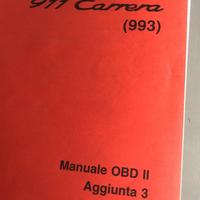 911 Carrera
(993)
Manuale OBD II
Aggiunta 3